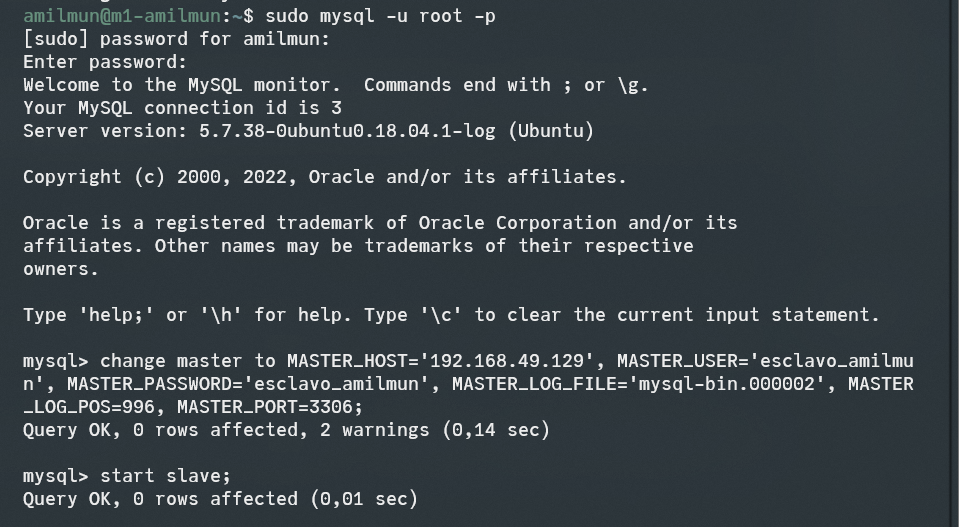 amilmun@m1-amilmun:~$ sudo mysql -u root -p
[sudo] password for amilmun:
Enter password:
Welcome to the MySQL monitor.  Commands end with ; or \g.
Your MySQL connection id is 3
Server version: 5.7.38-0ubuntu0.18.04.1-log (Ubuntu)
Copyright (c) 2000, 2022, Oracle and/or its affiliates.
Oracle is a registered trademark of Oracle Corporation and/or its
affiliates. Other names may be trademarks of their respective
owners.
Type 'help;' or '\h' for help. Type '\c' to clear the current input statement.
mysql> change master to MASTER_HOST='192.168.49.129', MASTER_USER='esclavo_amilmu
n', MASTER_PASSWORD='esclavo_amilmun', MASTER_LOG_FILE='mysql-bin.000002', MASTER
_LOG_POS=996, MASTER_PORT=3306;
Query OK, 0 rows affected, 2 warnings (0,14 sec)
mysql> start slave;
Query OK, 0 rows affected (0,01 sec)